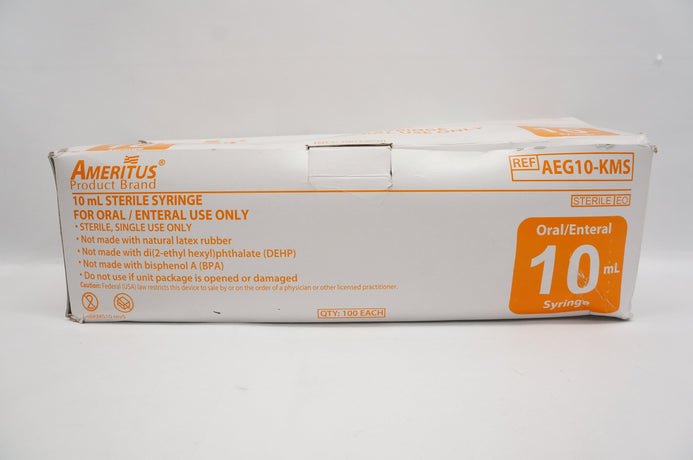 USE ONLY
AMERITUS®
Product Brand
REF AEG10-KMS
10 mL STERILE SYRINGE
FOR ORAL / ENTERAL USE ONLY
STERILE EO
• STERILE, SINGLE USE ONLY
• Not made with natural latex rubber
• Not made with di(2-ethyl hexyl)phthalate (DEHP)
• Not made with bisphenol A (BPA)
• Do not use if unit package is opened or damaged
Caution: Federal (USA) law restricts this device to sale by or on the order of a physician or other licensed practitioner.
Oral/Enteral
10 mL
Syringe
QTY: 100 EACH